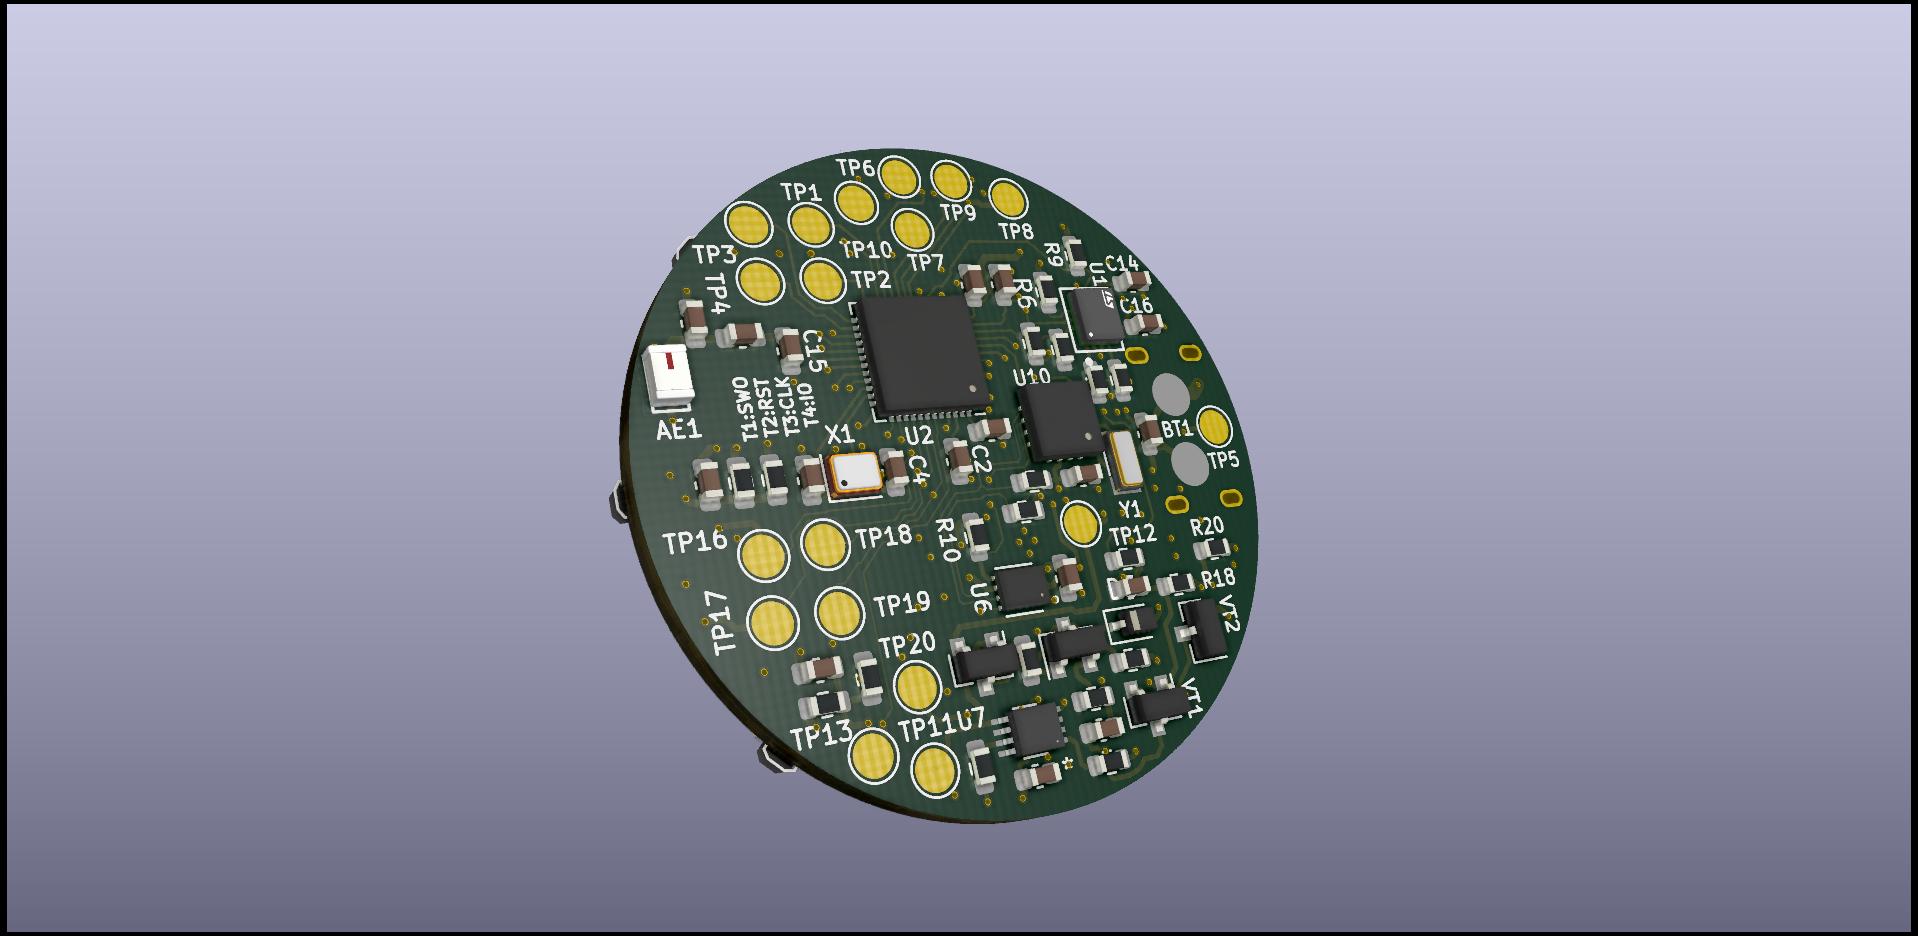 TP6
TP1
TP9
TP8
TP3
TP10
TP7
TP2
TP4
R9
U1
C14
R6
C16
C15
U10
T1:SWO
T2:RST
T3:CLK
T4:IO
AE1
X1
U2
C4
C2
BT1
TP5
Y1
TP12
R20
TP16
TP18
R10
U6
R18
VT2
TP17
TP19
TP20
VT1
TP13
TP11
U7